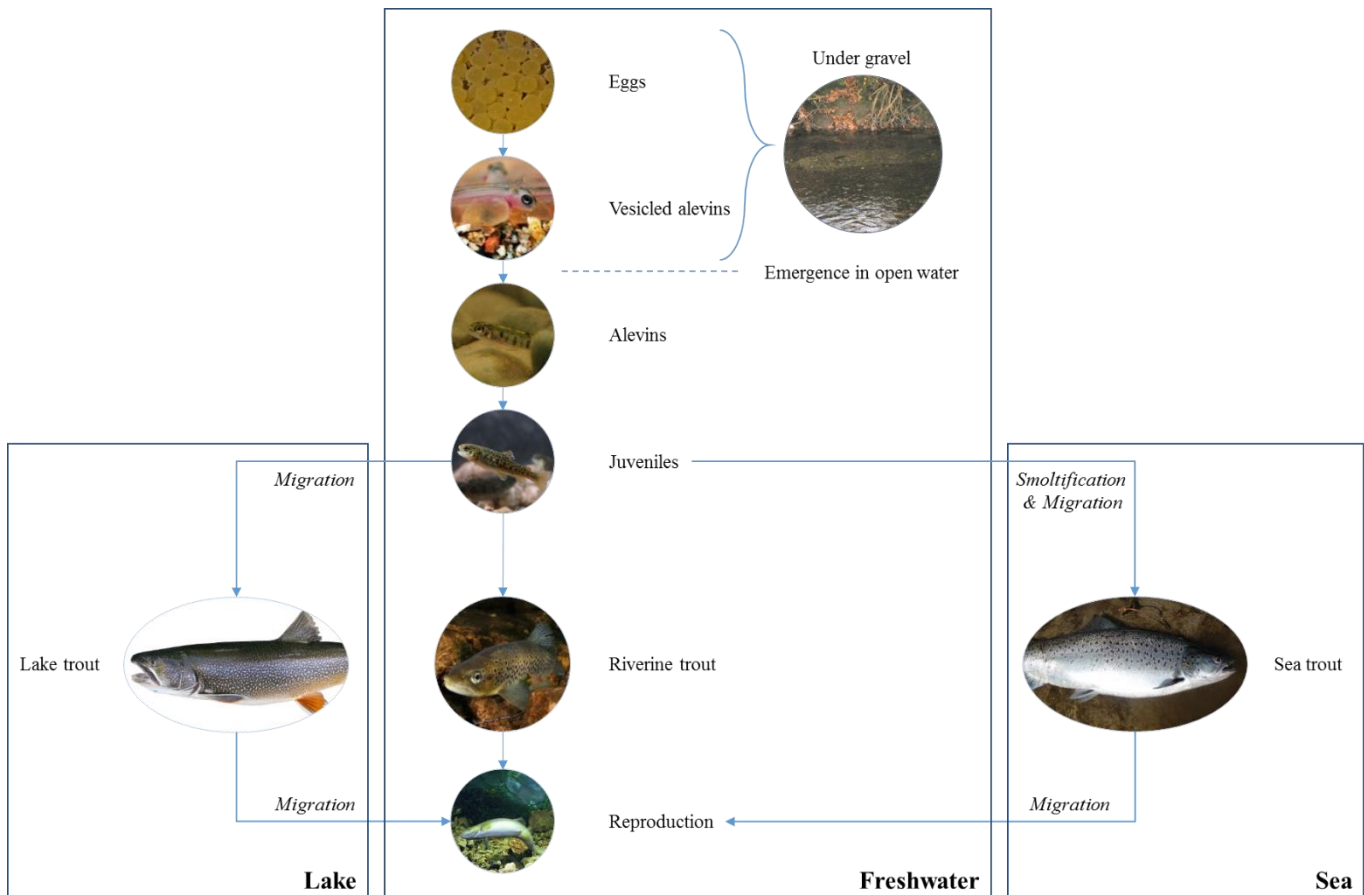 Under gravel
Eggs
Vesicled alevins
Emergence in open water
Alevins
Juveniles
Migration
Smoltification
& Migration
Lake trout
Riverine trout
Sea trout
Migration
Reproduction
Migration
Lake
Freshwater
Sea